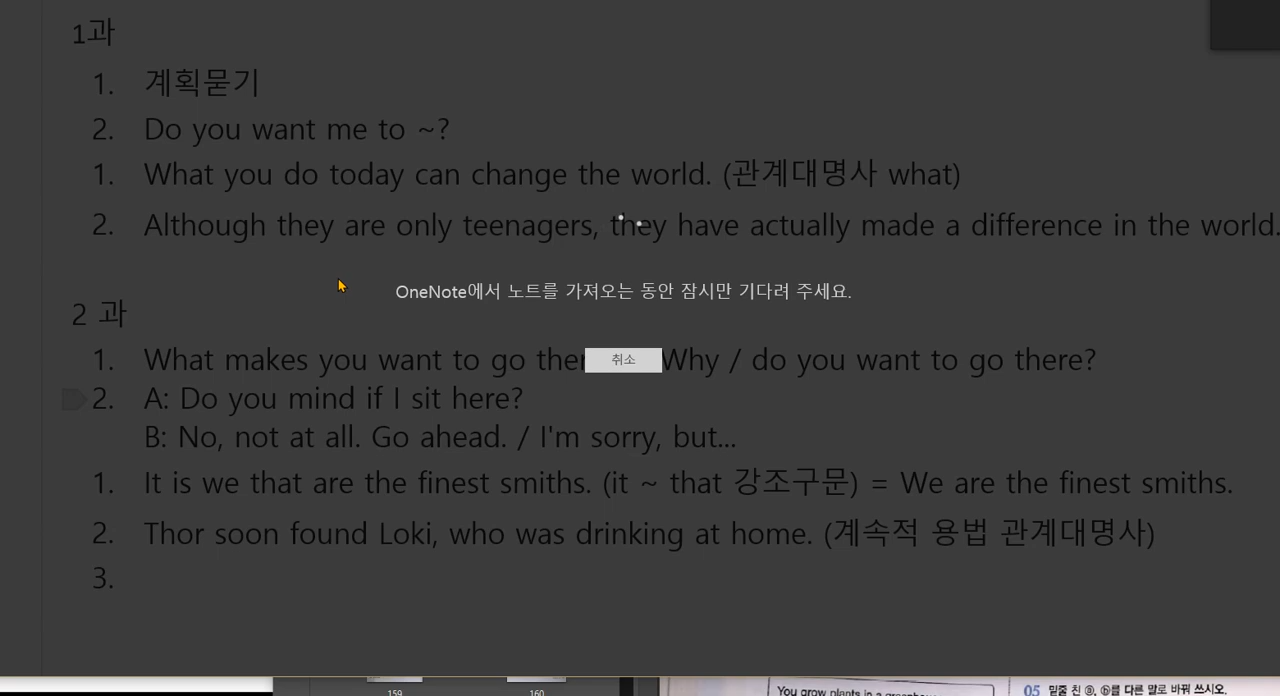 1과
1. 계획묻기
2. Do you want me to ~?
1. What you do today can change the world. (관계대명사 what)
2. Although they are only teenagers, they have actually made a difference in the world.
OneNote에서 노트를 가져오는 동안 잠시만 기다려 주세요.
2 과
1. What makes you want to go ther
취소
Why / do you want to go there?
2. A: Do you mind if I sit here?
B: No, not at all. Go ahead. / I'm sorry, but...
1. It is we that are the finest smiths. (it ~ that 강조구문) = We are the finest smiths.
2. Thor soon found Loki, who was drinking at home. (계속적 용법 관계대명사)
3.
159
160
You grow plants in a
05 밑줄 친 ⓐ, ⓑ를 다른 말로 바꿔 쓰시오.